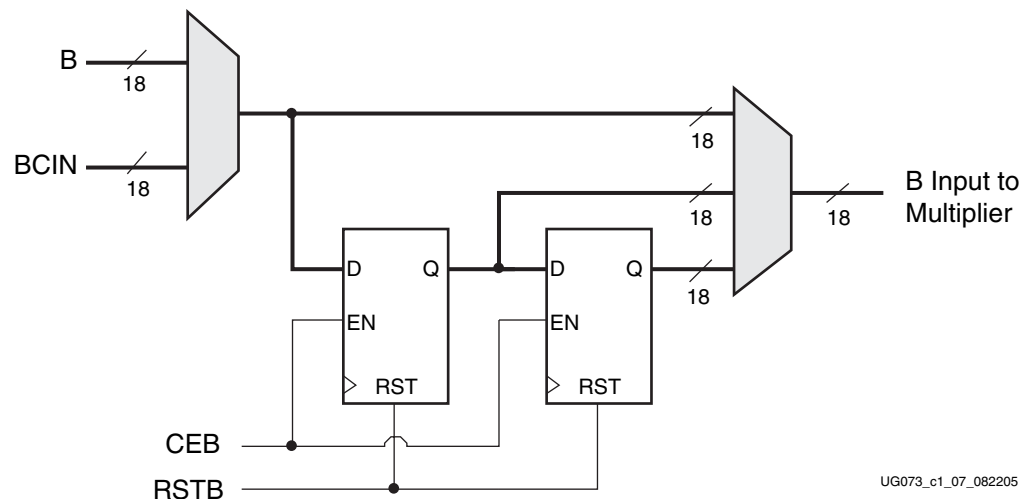 B
18
BCIN
18
18
18
18
18
B Input to
Multiplier
D
Q
EN
RST
D
Q
EN
RST
CEB
RSTB
UG073_c1_07_082205